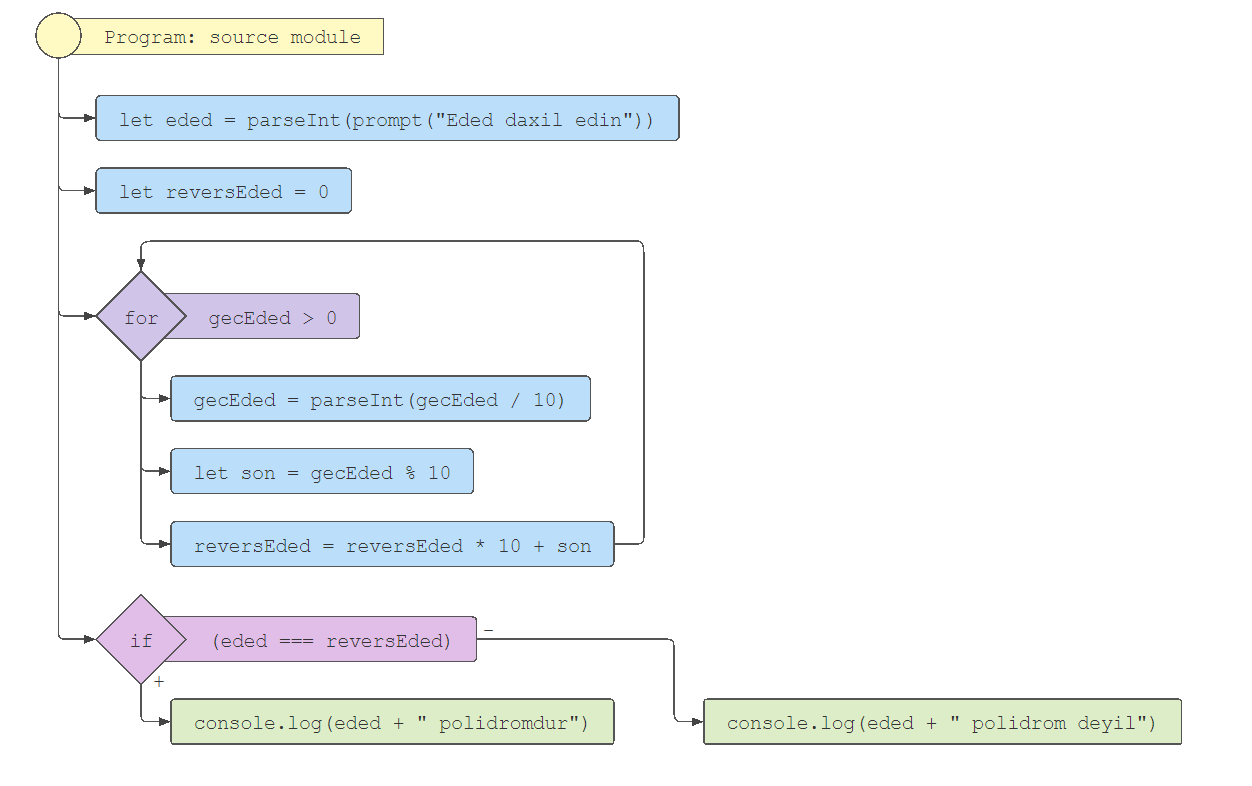 Program: source module
let eded = parseInt(prompt("Eded daxil edin"))
let reversEded = 0
for
gecEded > 0
gecEded = parseInt(gecEded / 10)
let son = gecEded % 10
reversEded = reversEded * 10 + son
if
(eded === reversEded)
-
+
console.log(eded + " polidromdur")
console.log(eded + " polidrom deyil")